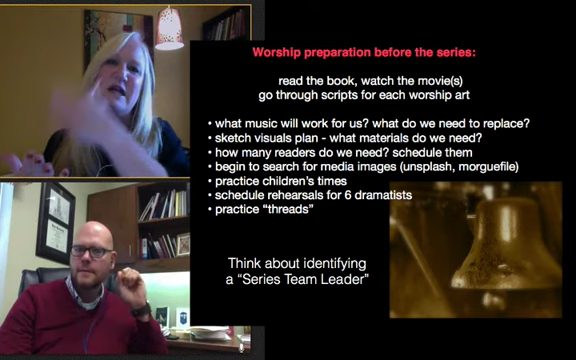 Worship preparation before the series:
read the book, watch the movie(s)
go through scripts for each worship art
• what music will work for us? what do we need to replace?
• sketch visuals plan - what materials do we need?
• how many readers do we need? schedule them
• begin to search for media images (unsplash, morguefile)
• practice children's times
• schedule rehearsals for 6 dramatists
• practice "threads"
Think about identifying
a "Series Team Leader"